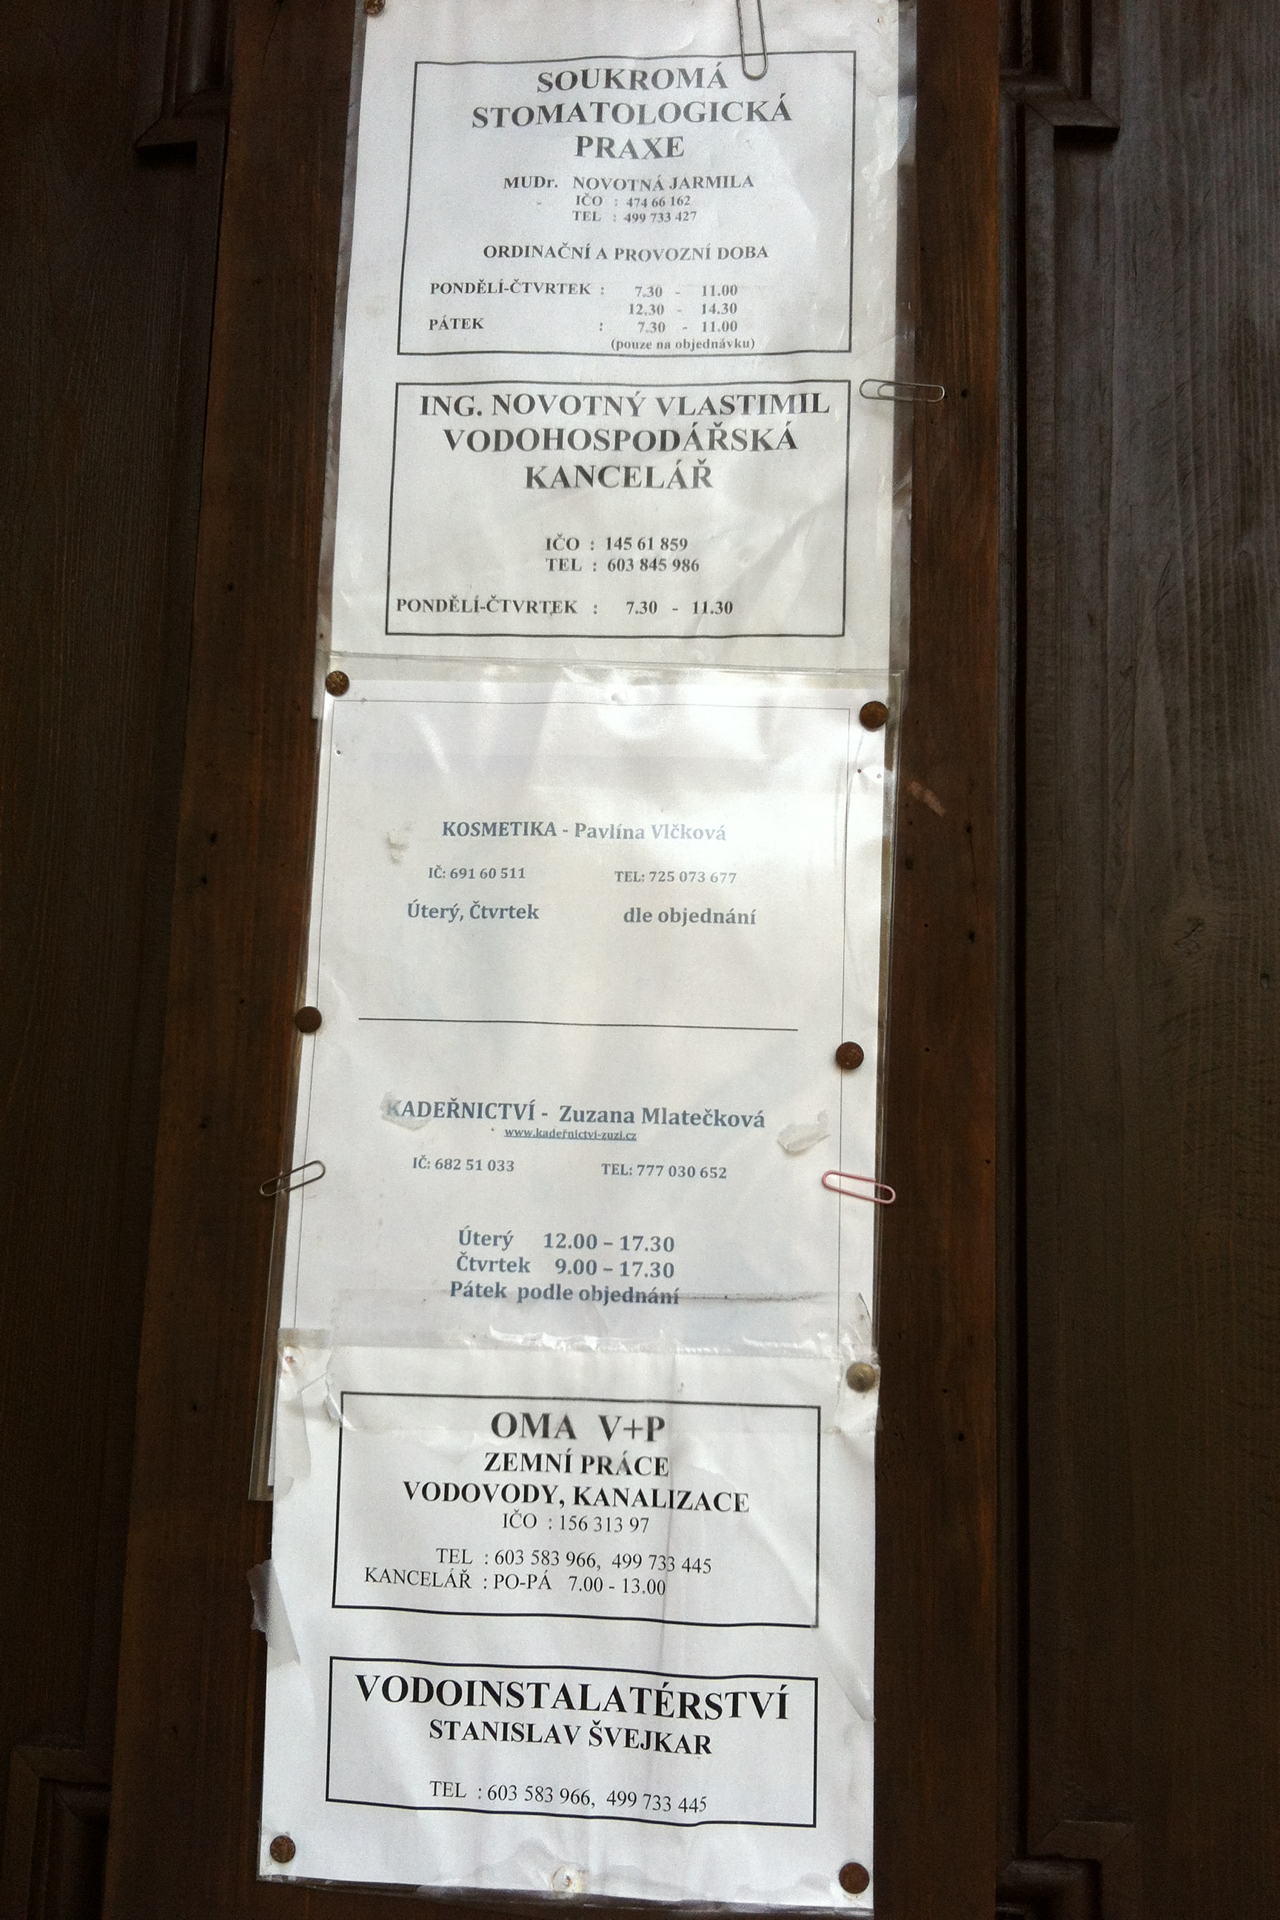 SOUKROMÁ
STOMATOLOGICKÁ
PRAXE
MUDr. NOVOTNÁ JARMILA
IČO : 474 66 162
TEL : 499 733 427
ORDINAČNÍ A PROVOZNÍ DOBA
PONDĚLÍ-ČTVRTEK : 7.30 - 11.00
12.30 - 14.30
PÁTEK : 7.30 - 11.00
(pouze na objednávku)
ING. NOVOTNÝ VLASTIMIL
VODOHOSPODÁŘSKÁ
KANCELÁŘ
IČO : 145 61 859
TEL : 603 845 986
PONDĚLÍ-ČTVRTEK : 7.30 - 11.30
KOSMETIKA - Pavlína Vlčková
IČ: 691 60 511 TEL: 725 073 677
Úterý, Čtvrtek dle objednání
KADEŘNICTVÍ - Zuzana Mlatečková
www.kadeřnictvi-zuzi.cz
IČ: 682 51 033 TEL: 777 030 652
Úterý 12.00 – 17.30
Čtvrtek 9.00 – 17.30
Pátek podle objednání
OMA V+P
ZEMNÍ PRÁCE
VODOVODY, KANALIZACE
IČO : 156 313 97
TEL : 603 583 966, 499 733 445
KANCELÁŘ : PO-PÁ 7.00 - 13.00
VODOINSTALATÉRSTVÍ
STANISLAV ŠVEJKAR
TEL : 603 583 966, 499 733 445